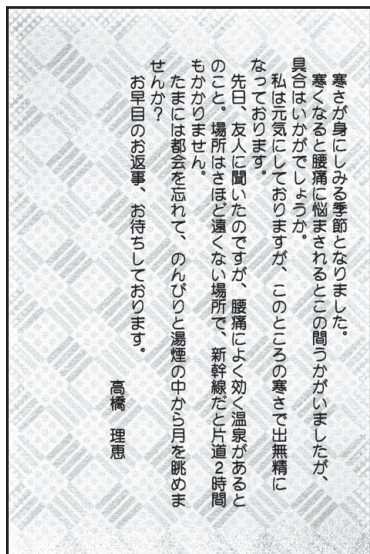 寒さが身にしみる季節となりました。
寒くなると腰痛に悩まされるとこの間うかがいましたが、
具合はいかがでしょうか。
私は元気にしておりますが、このところの寒さで出無精に
なっております。
先日、友人に聞いたのですが、腰痛によく効く温泉があると
のこと。場所はさほど遠くない場所で、新幹線だと片道2時間
もかかりません。
たまには都会を忘れて、のんびりと湯煙の中から月を眺めま
せんか?
お早目のお返事、お待ちしております。
高橋 理恵